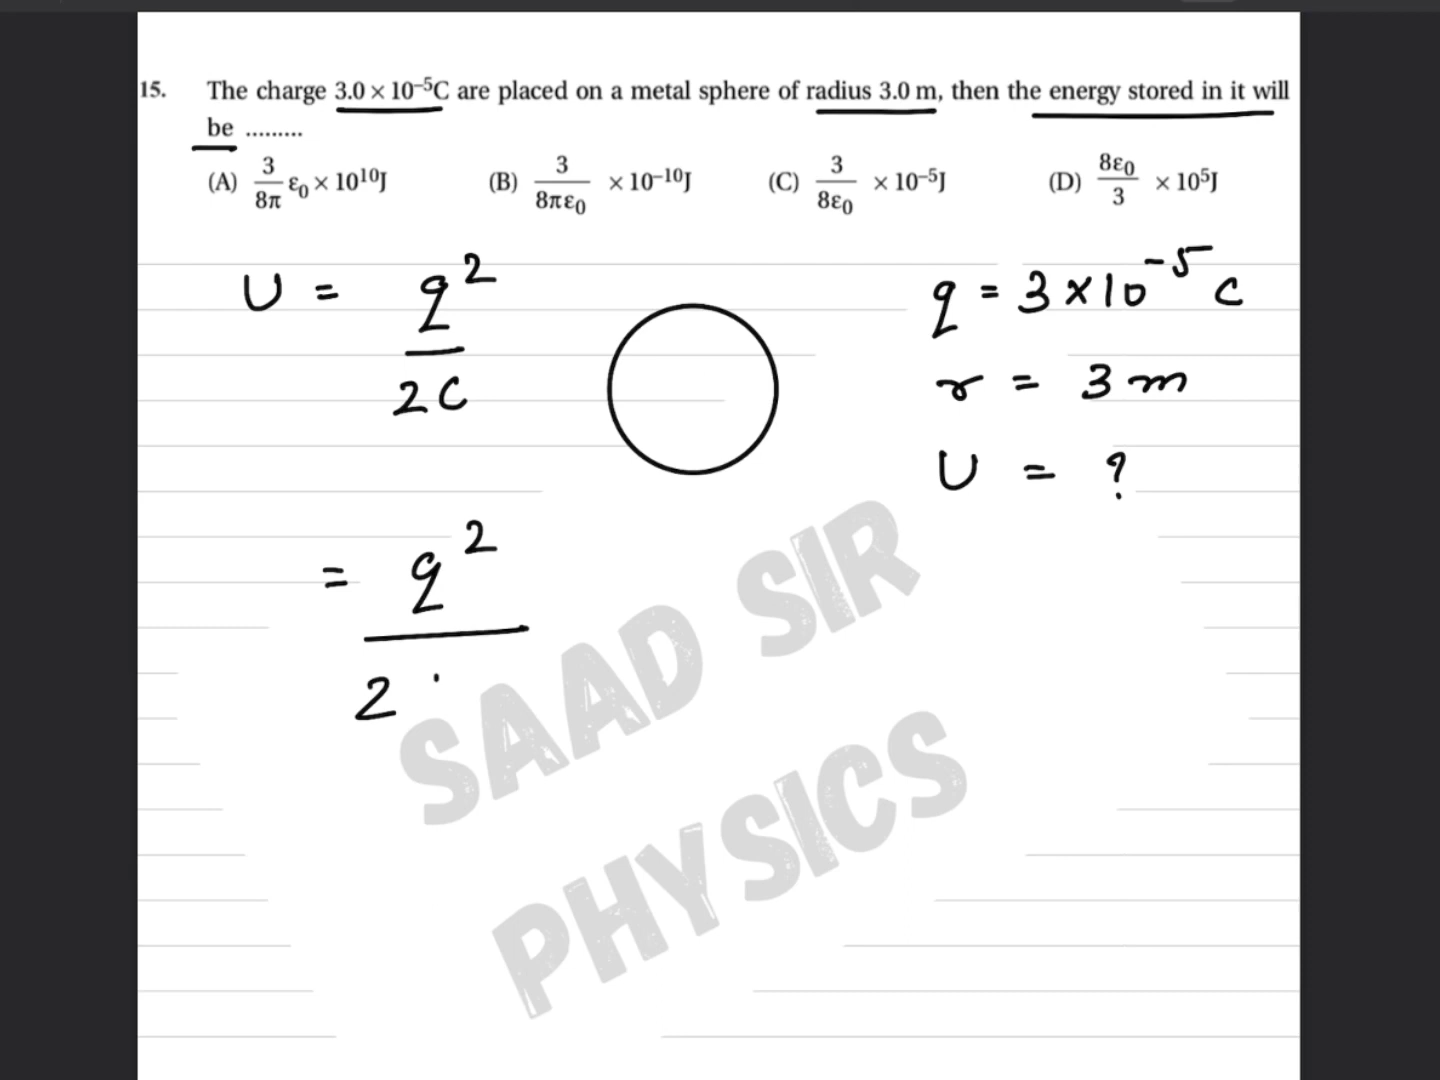 15. The charge 3.0 × 10⁻⁵C are placed on a metal sphere of radius 3.0 m, then the energy stored in it will
be .........
(A) 3/8π ε₀ × 10¹⁰J (B) 3/8πε₀ × 10⁻¹⁰J (C) 3/8ε₀ × 10⁻⁵J (D) 8ε₀/3 × 10⁵J
U = q²/2C
q = 3 × 10⁻⁵ C
r = 3 m
U = ?
= q²/2 ·
SAAD SIR
PHYSICS